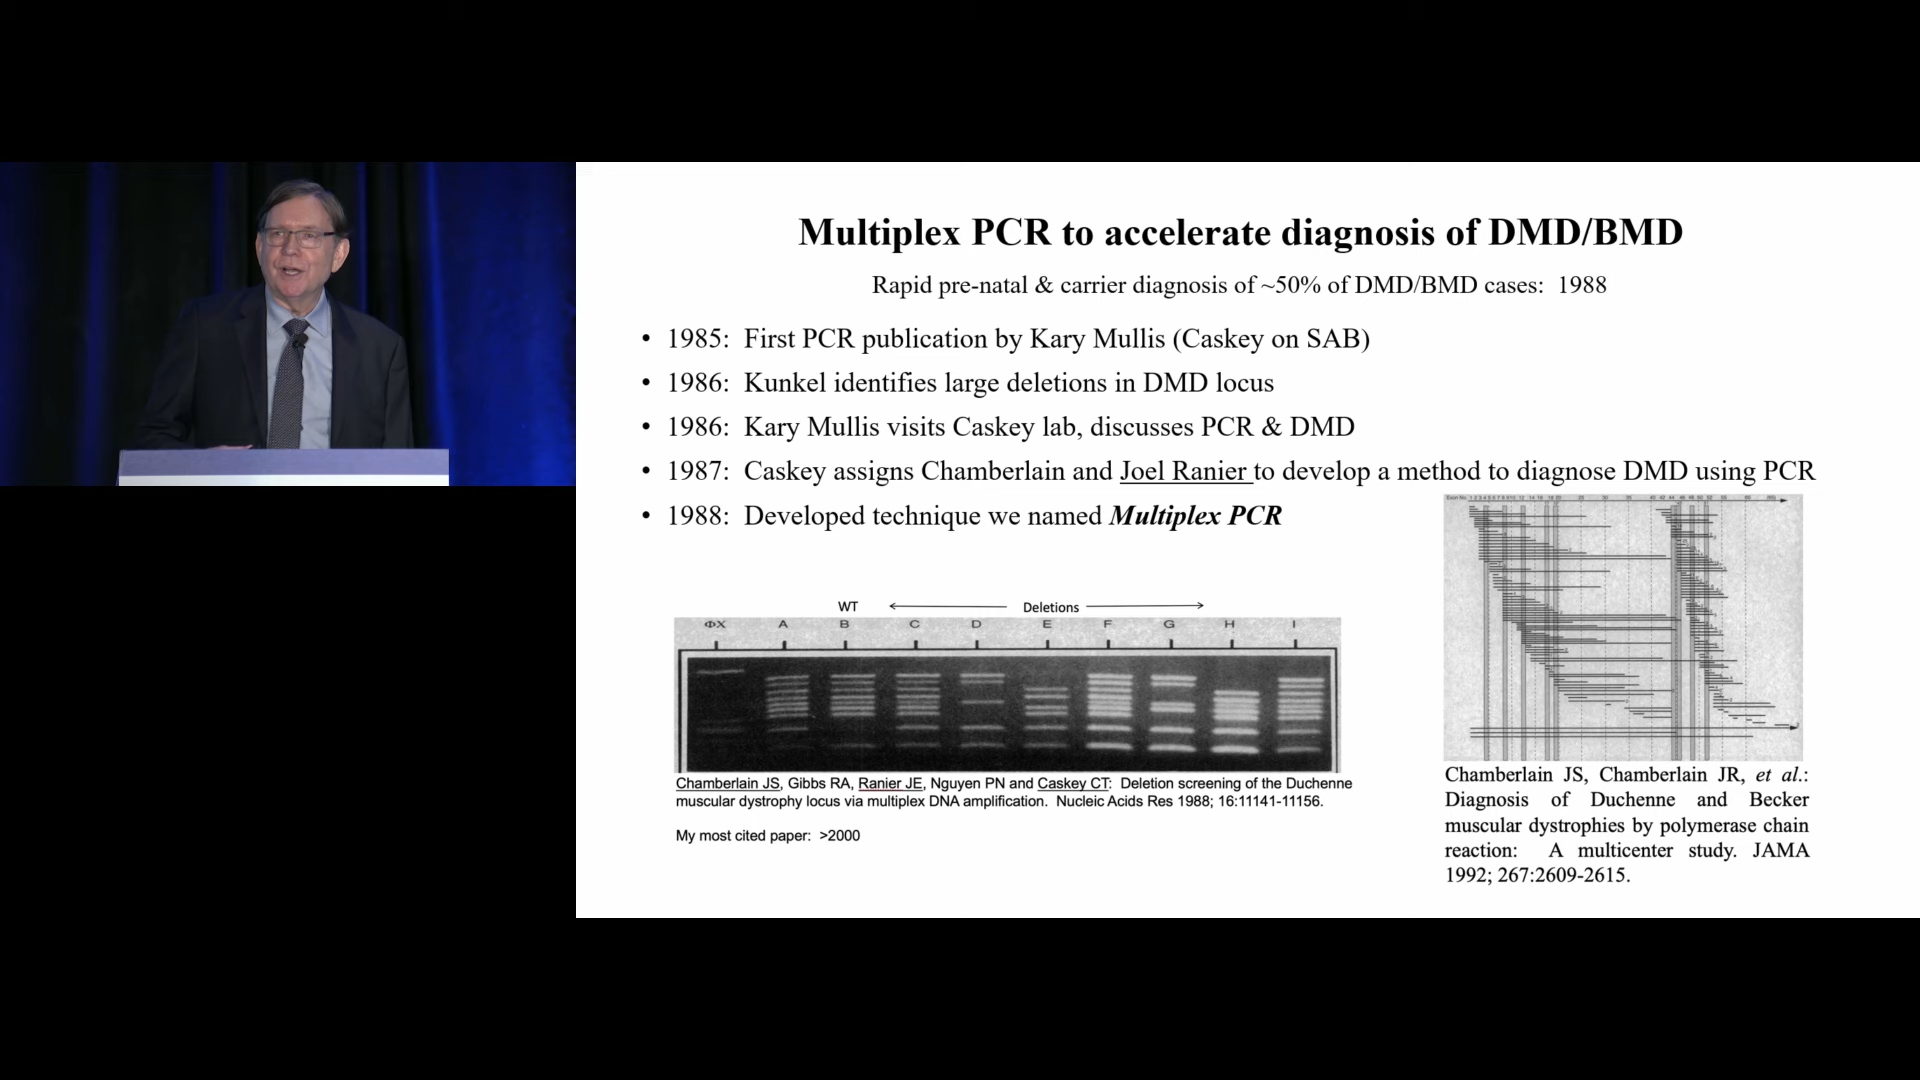 Multiplex PCR to accelerate diagnosis of DMD/BMD
Rapid pre-natal & carrier diagnosis of ~50% of DMD/BMD cases:  1988
• 1985:  First PCR publication by Kary Mullis (Caskey on SAB)
• 1986:  Kunkel identifies large deletions in DMD locus
• 1986:  Kary Mullis visits Caskey lab, discusses PCR & DMD
• 1987:  Caskey assigns Chamberlain and Joel Ranier to develop a method to diagnose DMD using PCR
• 1988:  Developed technique we named Multiplex PCR
WT Deletions
ΦX A B C D E F G H I
Chamberlain JS, Gibbs RA, Ranier JE, Nguyen PN and Caskey CT:  Deletion screening of the Duchenne
muscular dystrophy locus via multiplex DNA amplification.  Nucleic Acids Res 1988; 16:11141-11156.
My most cited paper:  >2000
Exon No.
Chamberlain JS, Chamberlain JR, et al.:
Diagnosis of Duchenne and Becker
muscular dystrophies by polymerase chain
reaction:  A multicenter study. JAMA
1992; 267:2609-2615.